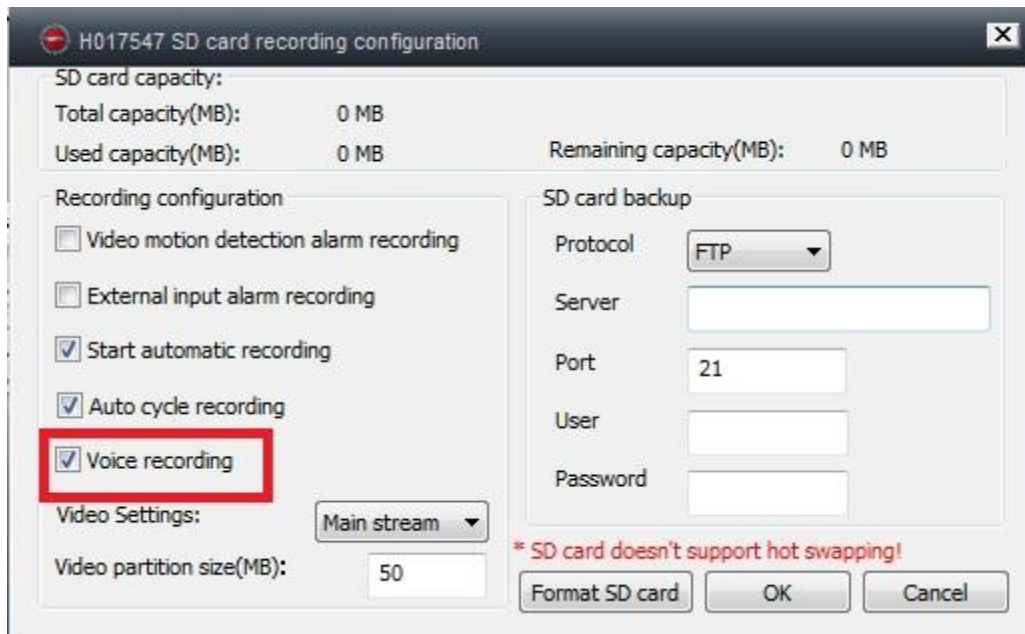 H017547 SD card recording configuration
SD card capacity:
Total capacity(MB): 0 MB
Used capacity(MB): 0 MB Remaining capacity(MB): 0 MB
Recording configuration
Video motion detection alarm recording
External input alarm recording
Start automatic recording
Auto cycle recording
Voice recording
Video Settings: Main stream
Video partition size(MB): 50
SD card backup
Protocol FTP
Server
Port 21
User
Password
* SD card doesn't support hot swapping!
Format SD card OK Cancel